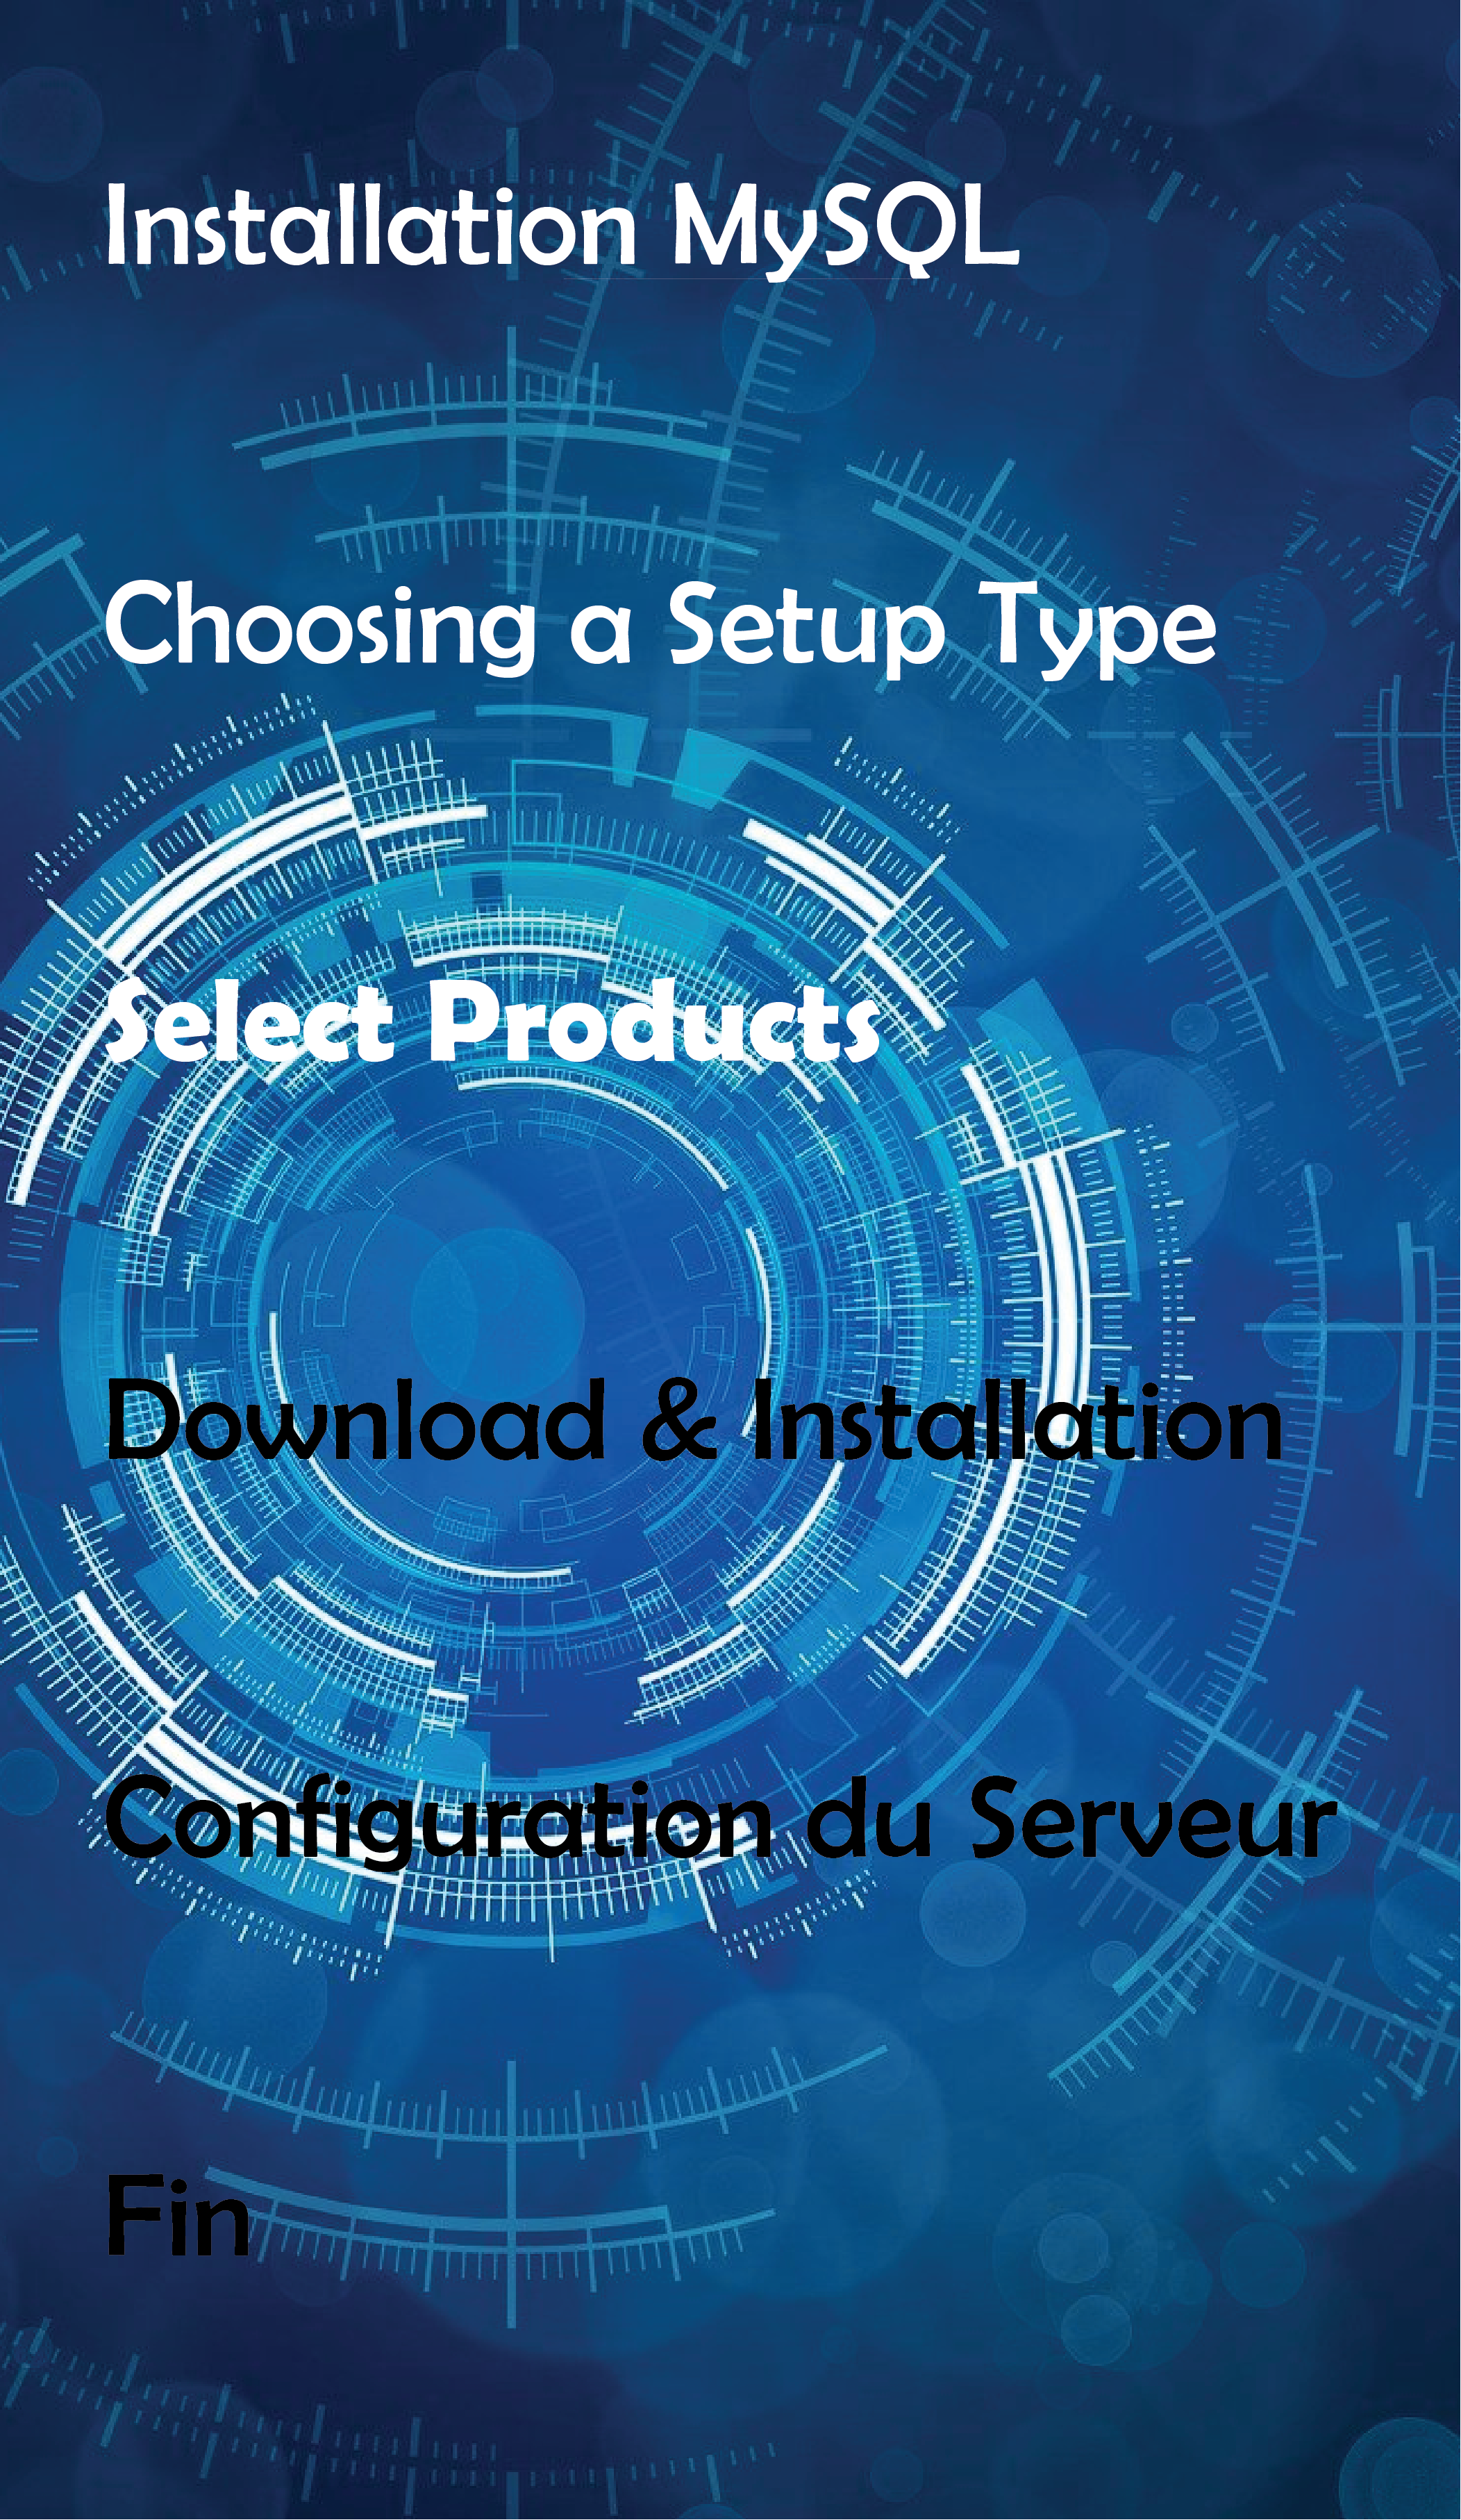 Installation MySQL
Choosing a Setup Type
Select Products
Download & Installation
Configuration du Serveur
Fin